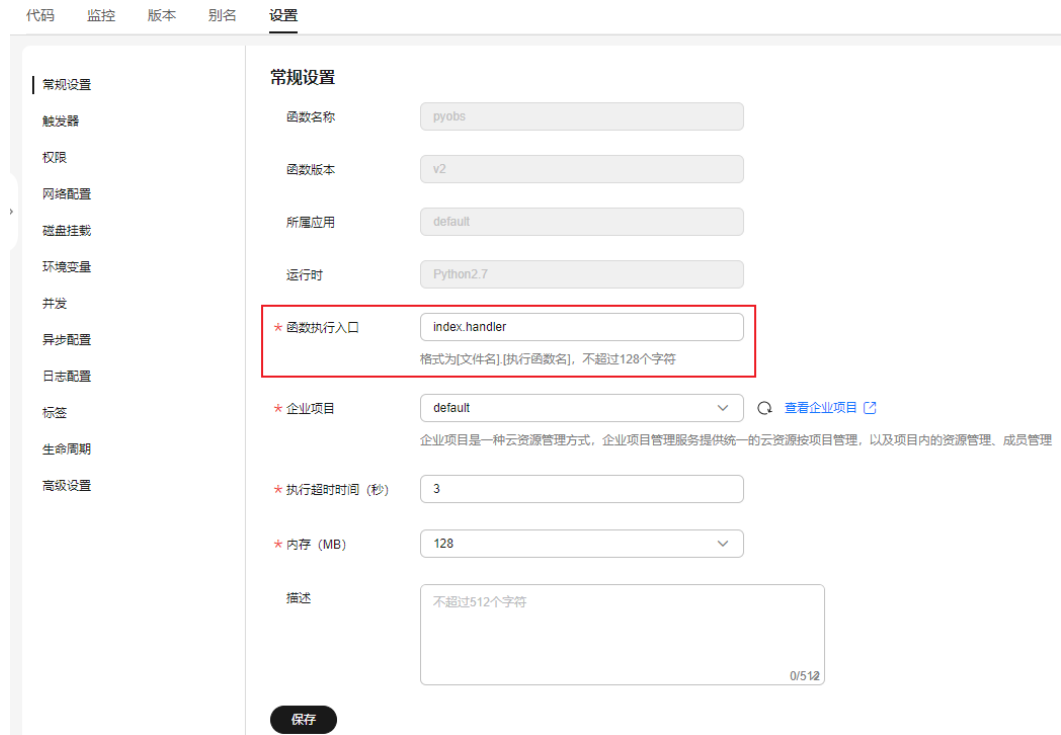 代码 监控 版本 别名 设置
常规设置
触发器
权限
网络配置
磁盘挂载
环境变量
并发
异步配置
日志配置
标签
生命周期
高级设置
常规设置
函数名称 pyobs
函数版本 v2
所属应用 default
运行时 Python2.7
* 函数执行入口 index.handler
格式为[文件名].[执行函数名]，不超过128个字符
* 企业项目 default 查看企业项目
企业项目是一种云资源管理方式，企业项目管理服务提供统一的云资源按项目管理，以及项目内的资源管理、成员管理
* 执行超时时间（秒） 3
* 内存（MB） 128
描述 不超过512个字符
0/512
保存